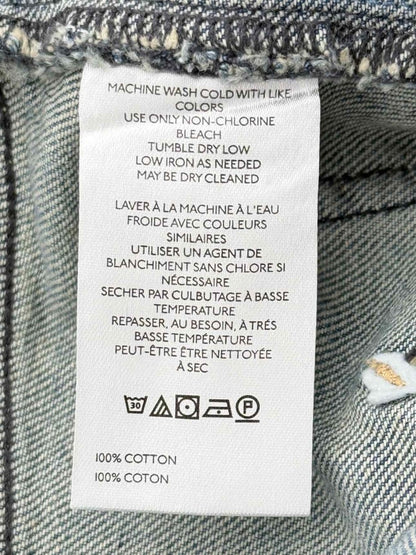 MACHINE WASH COLD WITH LIKE
COLORS
USE ONLY NON-CHLORINE
BLEACH
TUMBLE DRY LOW
LOW IRON AS NEEDED
MAY BE DRY CLEANED
LAVER À LA MACHINE À L'EAU
FROIDE AVEC COULEURS
SIMILAIRES
UTILISER UN AGENT DE
BLANCHIMENT SANS CHLORE SI
NÉCESSAIRE
SECHER PAR CULBUTAGE À BASSE
TEMPERATURE
REPASSER, AU BESOIN, À TRÉS
BASSE TEMPÉRATURE
PEUT-ÊTRE ÊTRE NETTOYÉE
À SEC
30 P
100% COTTON
100% COTON